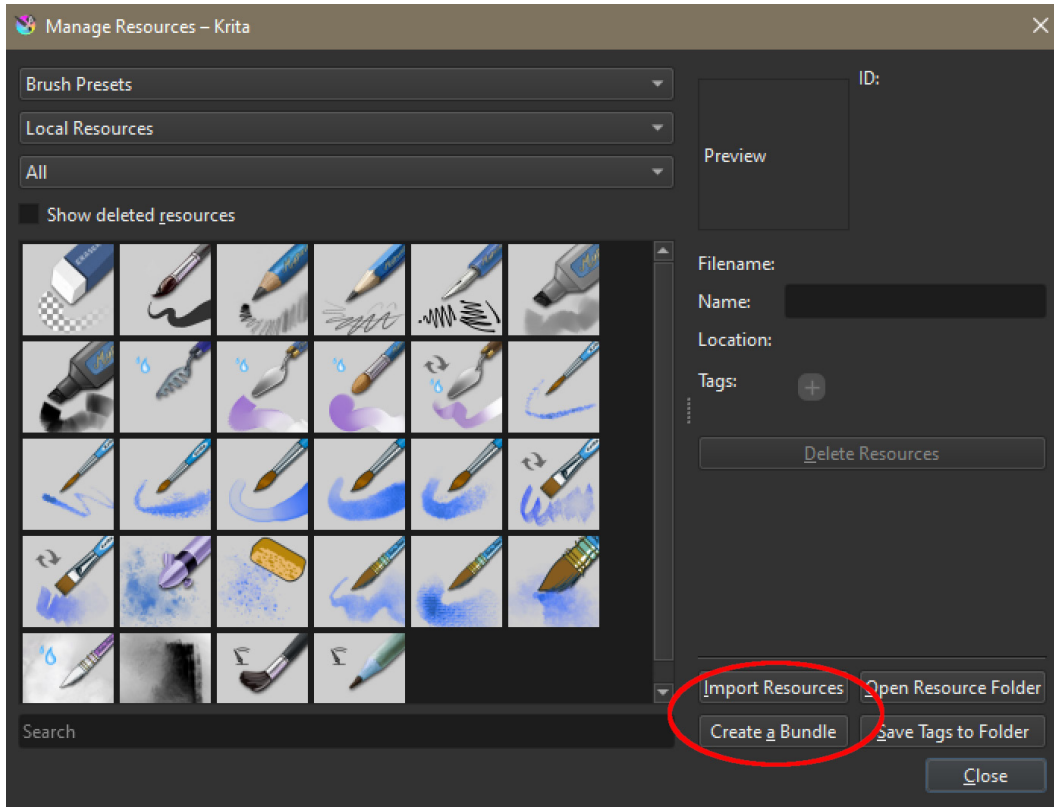 Manage Resources – Krita
Brush Presets
Local Resources
All
Show deleted resources
ID:
Preview
Filename:
Name:
Location:
Tags:
Delete Resources
Import Resources
Open Resource Folder
Search
Create a Bundle
Save Tags to Folder
Close